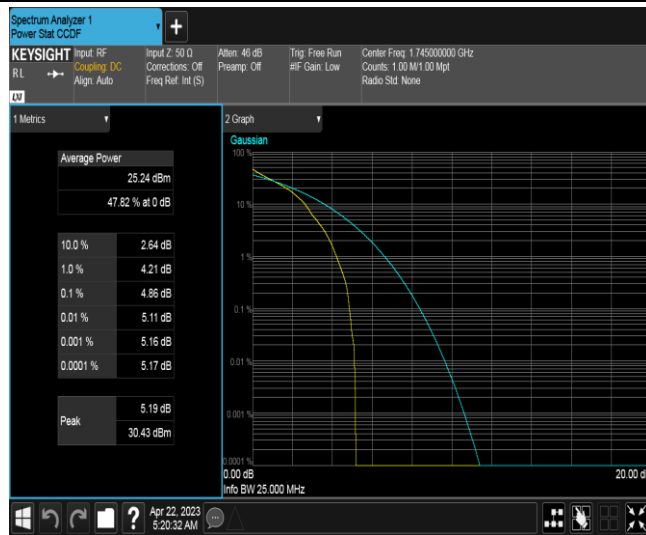 Spectrum Analyzer 1
Power Stat CCDF
+
KEYSIGHT
RL
Input: RF
Coupling: DC
Align: Auto
Input Z: 50 Ω
Corrections: Off
Freq Ref: Int (S)
Atten: 46 dB
Preamp: Off
Trig: Free Run
#IF Gain: Low
Center Freq: 1.745000000 GHz
Counts: 1.00 M/1.00 Mpt
Radio Std: None
1 Metrics
Average Power
25.24 dBm
47.82 % at 0 dB
10.0 % 2.64 dB
1.0 % 4.21 dB
0.1 % 4.86 dB
0.01 % 5.11 dB
0.001 % 5.16 dB
0.0001 % 5.17 dB
Peak
5.19 dB
30.43 dBm
2 Graph
Gaussian
100 %
10 %
1 %
0.1 %
0.01 %
0.001 %
0.0001 %
0.00 dB
20.00 d
Info BW 25.000 MHz
?
Apr 22, 2023
5:20:32 AM